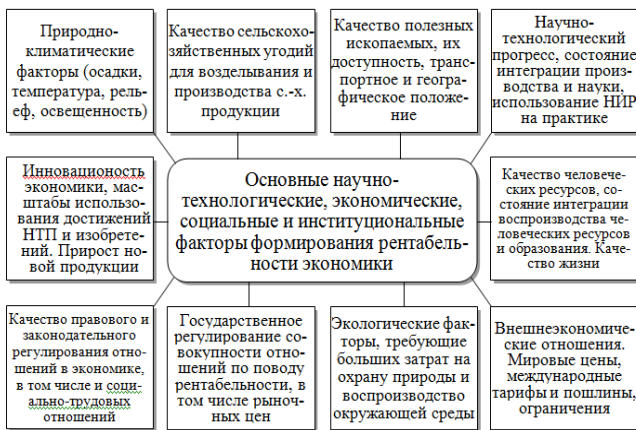 Природно-
климатические
факторы (осадки,
температура, рель-
еф, освещенность)
Качество сельскохо-
зяйственных угодий
для возделывания и
производства с.-х.
продукции
Качество полезных
ископаемых, их
доступность, транс-
портное и геогра-
фическое положе-
ние
Научно-
технологический
прогресс, состояние
интеграции произ-
водства и науки,
использование НИР
на практике
Инновационость
экономики, мас-
штабы использо-
вания достижений
НТП и изобрете-
ний. Прирост но-
вой продукции
Основные научно-
технологические, экономические,
социальные и институциональные
факторы формирования рентабель-
ности экономики
Качество человече-
ских ресурсов, со-
стояние интеграции
воспроизводства че-
ловеческих ресурсов
и образования. Каче-
ство жизни
Качество правового и
законодательного
регулирования отно-
шений в экономике,
в том числе и соци-
ально-трудовых
отношений
Государственное
регулирование со-
вокупности отно-
шений по поводу
рентабельности, в
том числе рыноч-
ных цен
Экологические фак-
торы, требующие
больших затрат на
охрану природы и
воспроизводство
окружающей среды
Внешнеэкономиче-
ские отношения.
Мировые цены,
международные
тарифы и пошлины,
ограничения